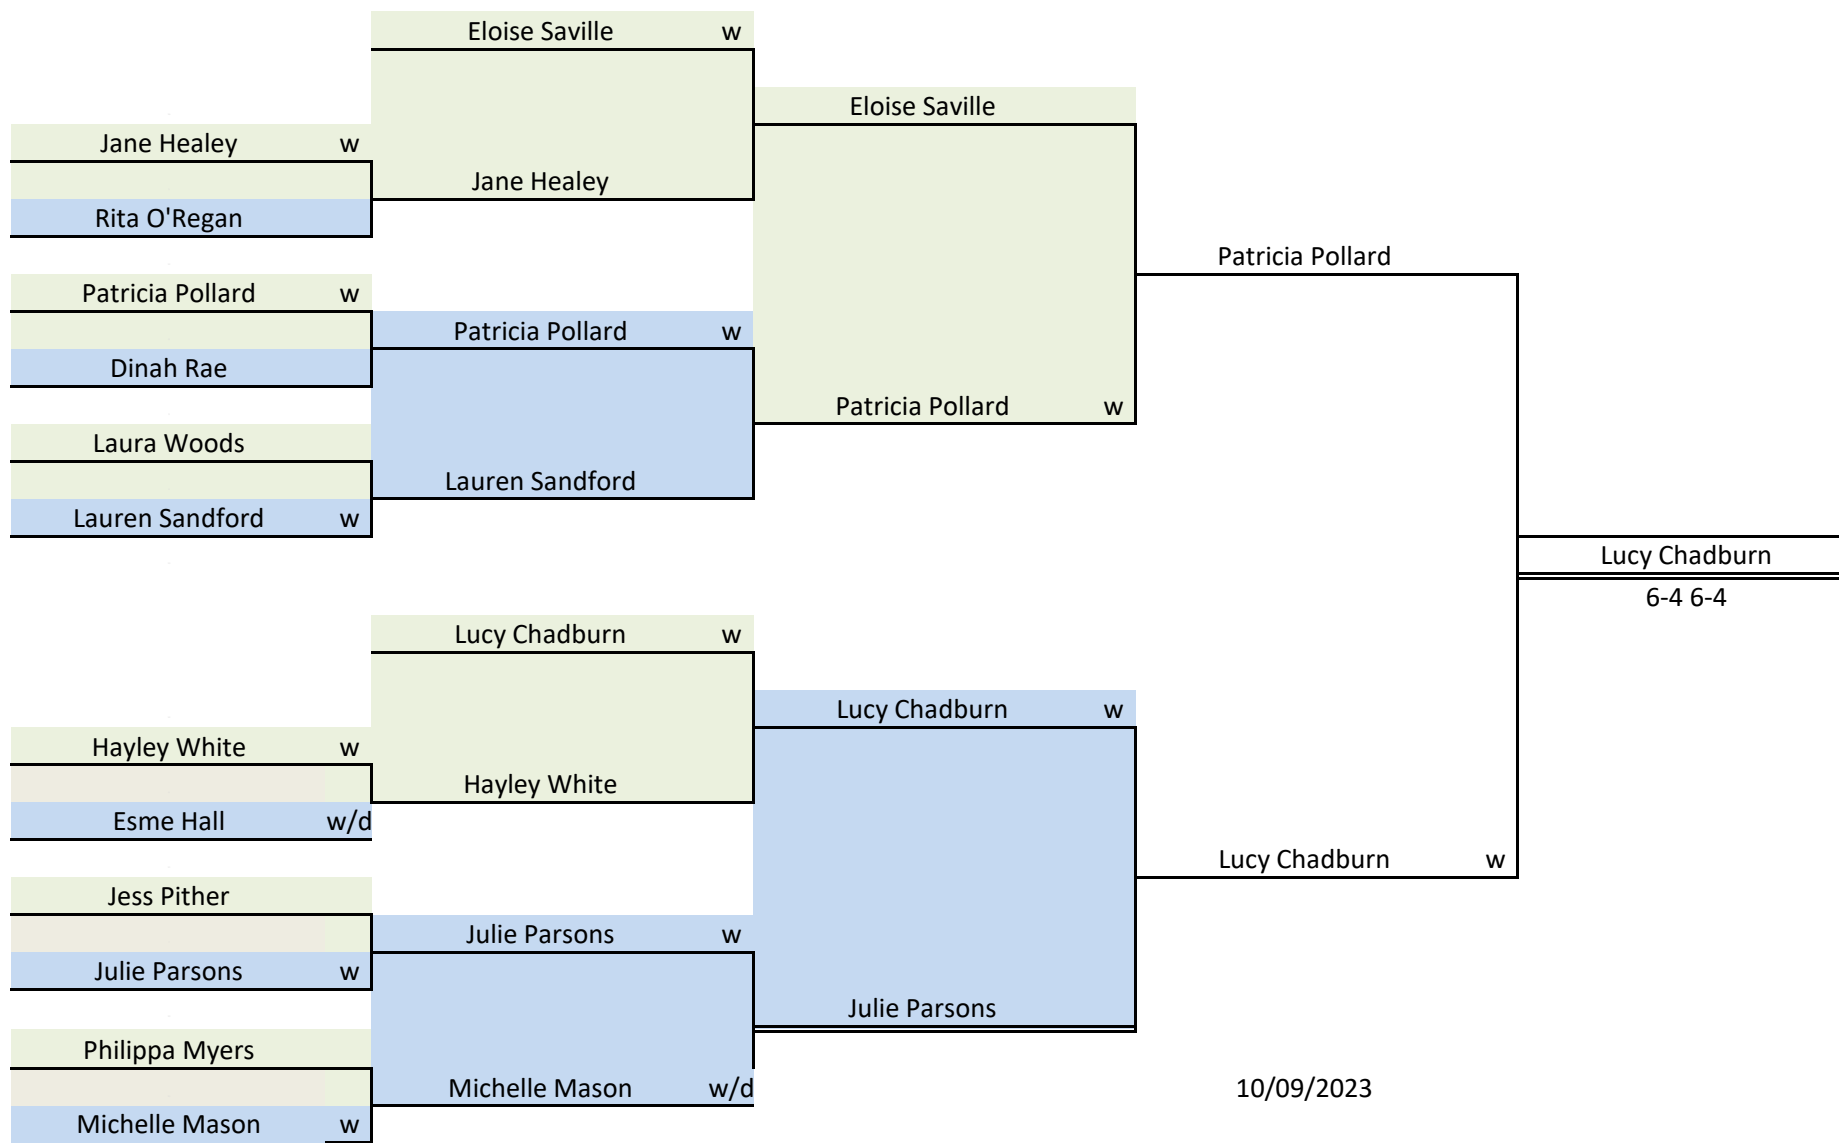 Eloise Saville w
Eloise Saville
Jane Healey w
Jane Healey
Rita O'Regan
Patricia Pollard
Patricia Pollard w
Patricia Pollard w
Dinah Rae
Patricia Pollard w
Laura Woods
Lauren Sandford
Lauren Sandford w
Lucy Chadburn
6-4 6-4
Lucy Chadburn w
Lucy Chadburn w
Hayley White w
Hayley White
Esme Hall w/d
Lucy Chadburn w
Jess Pither
Julie Parsons w
Julie Parsons w
Julie Parsons
Philippa Myers
Michelle Mason w/d
10/09/2023
Michelle Mason w